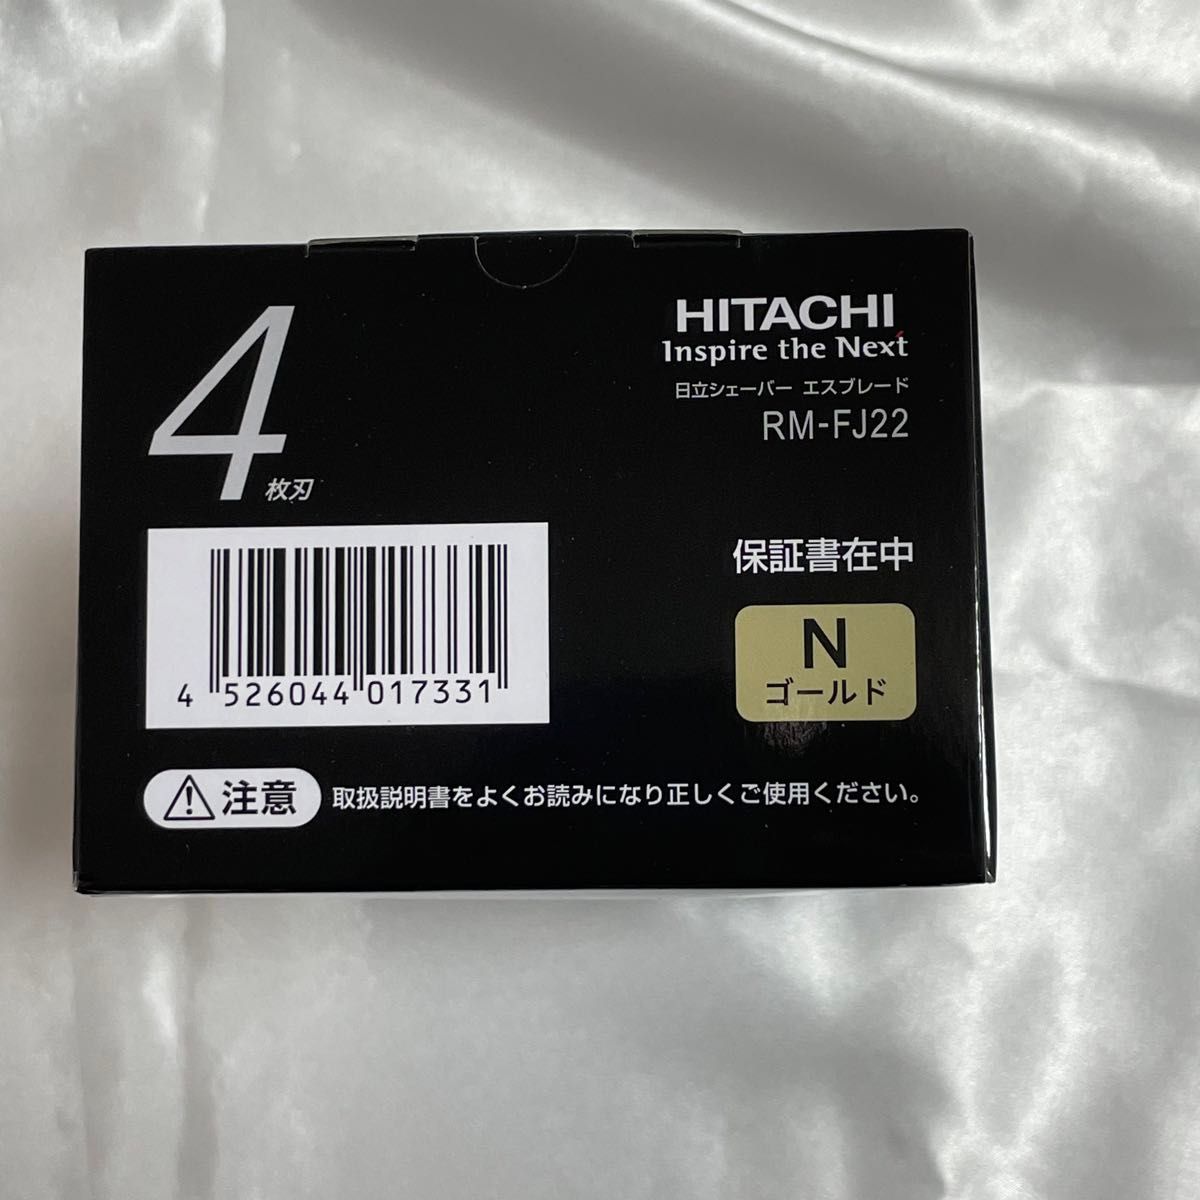 4枚刃
HITACHI
Inspire the Next
日立シェーバー エスブレード
RM-FJ22
保証書在中
N
ゴールド
4 526044 017331
注意 取扱説明書をよくお読みになり正しくご使用ください。